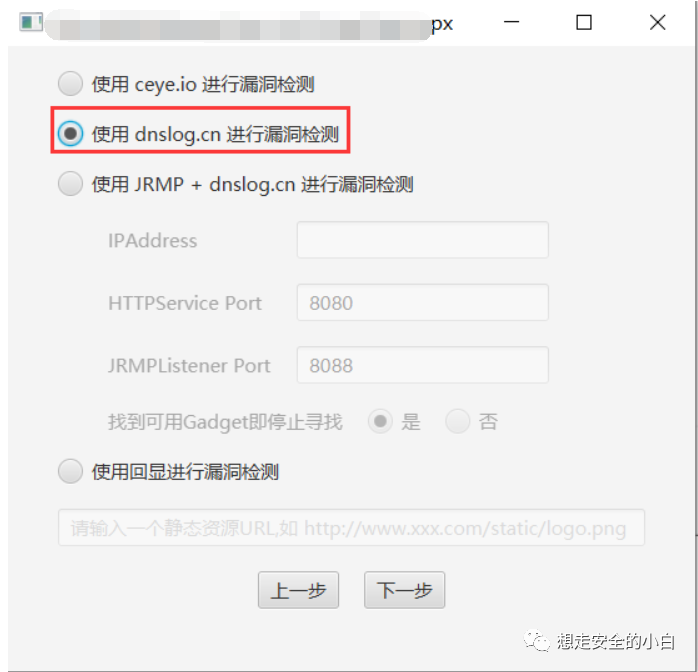 px
使用 ceye.io 进行漏洞检测
使用 dnslog.cn 进行漏洞检测
使用 JRMP + dnslog.cn 进行漏洞检测
IPAddress
HTTPService Port 8080
JRMPListener Port 8088
找到可用Gadget即停止寻找 是 否
使用回显进行漏洞检测
请输入一个静态资源URL,如 http://www.xxx.com/static/logo.png
上一步 下一步
想走安全的小白